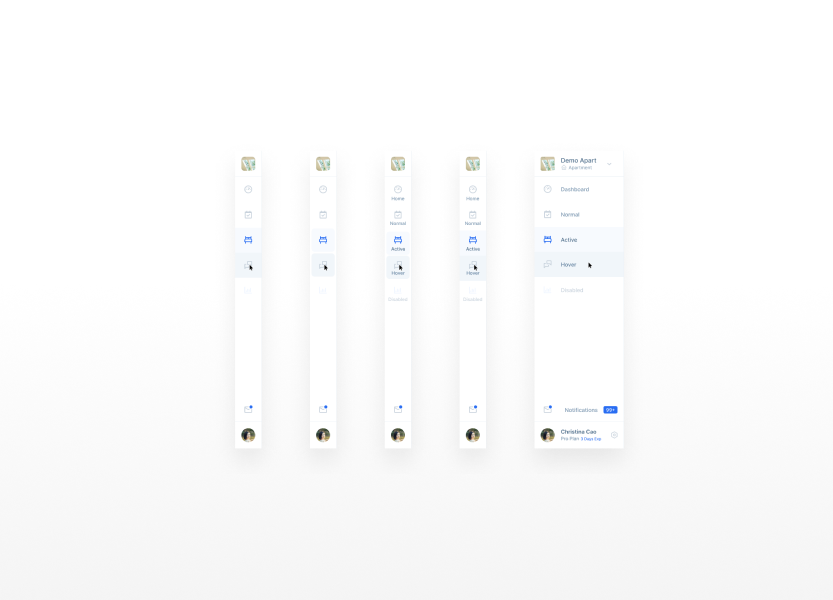 Home
Normal
Active
Hover
Disabled
Home
Normal
Active
Hover
Disabled
Demo Apart
Apartment
Dashboard
Normal
Active
Hover
Disabled
Notifications 99+
Christina Cao
Pro Plan 3 Days Exp